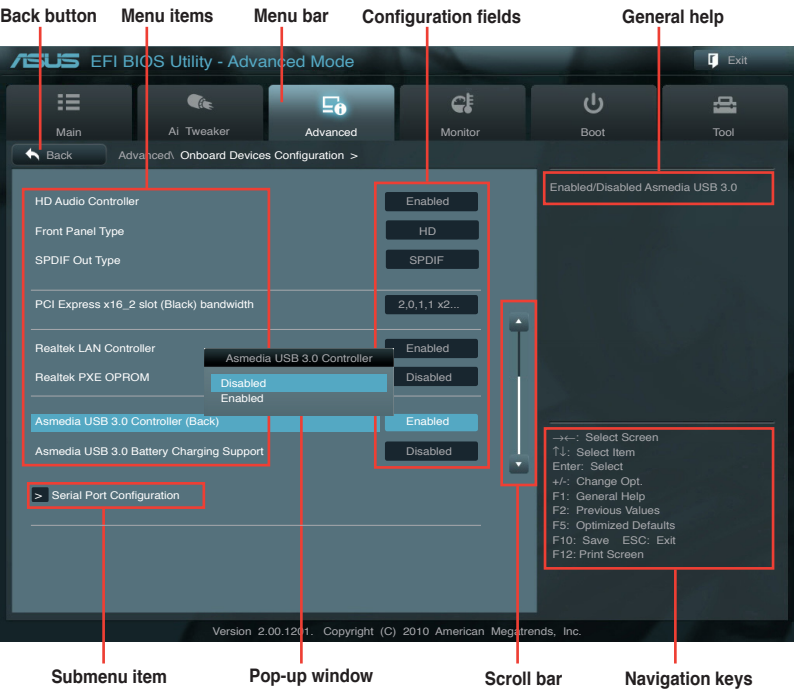 Back button Menu items Menu bar Configuration fields General help
ASUS EFI BIOS Utility - Advanced Mode Exit
Main Ai Tweaker Advanced Monitor Boot Tool
Back Advanced\ Onboard Devices Configuration >
Enabled/Disabled Asmedia USB 3.0
HD Audio Controller Enabled
Front Panel Type HD
SPDIF Out Type SPDIF
PCI Express x16_2 slot (Black) bandwidth 2,0,1,1 x2...
Realtek LAN Controller Enabled
Realtek PXE OPROM Disabled
Asmedia USB 3.0 Controller
Disabled
Enabled
Asmedia USB 3.0 Controller (Back) Enabled
Asmedia USB 3.0 Battery Charging Support Disabled
> Serial Port Configuration
→←: Select Screen
↑↓: Select Item
Enter: Select
+/-: Change Opt.
F1: General Help
F2: Previous Values
F5: Optimized Defaults
F10: Save ESC: Exit
F12: Print Screen
Version 2.00.1201. Copyright (C) 2010 American Megatrends, Inc.
Submenu item Pop-up window Scroll bar Navigation keys